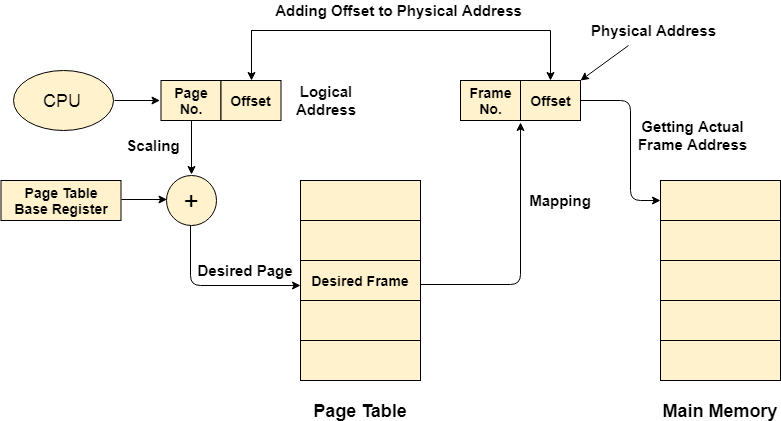 Adding Offset to Physical Address
Physical Address
CPU
Page
No.
Offset
Logical
Address
Frame
No.
Offset
Getting Actual
Frame Address
Scaling
Page Table
Base Register
+
Mapping
Desired Page
Desired Frame
Page Table
Main Memory